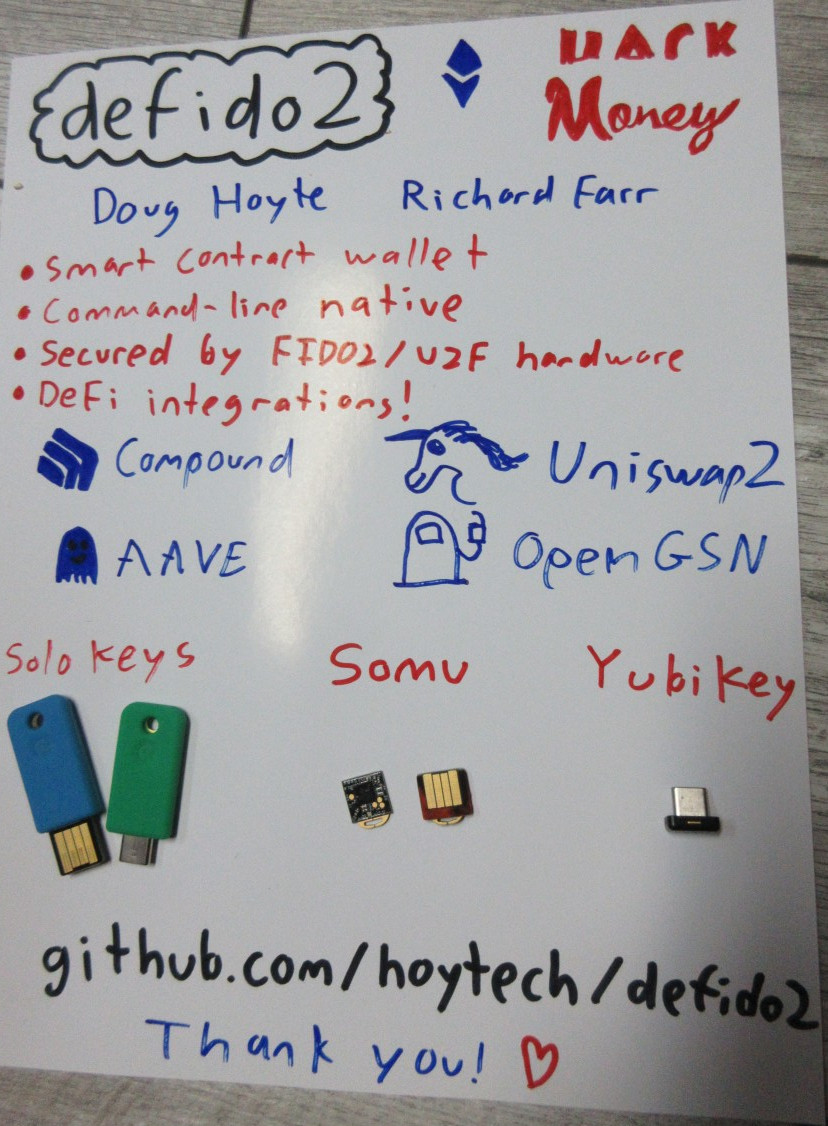 defido2
DARK
Money
Doug Hoyte Richard Farr
• Smart contract wallet
• Command-line native
• Secured by FIDO2/U2F hardware
• DeFi integrations!
Compound Uniswap2
AAVE OpenGSN
Solo keys Somu Yubikey
github.com/hoytech/defido2
Thank you!